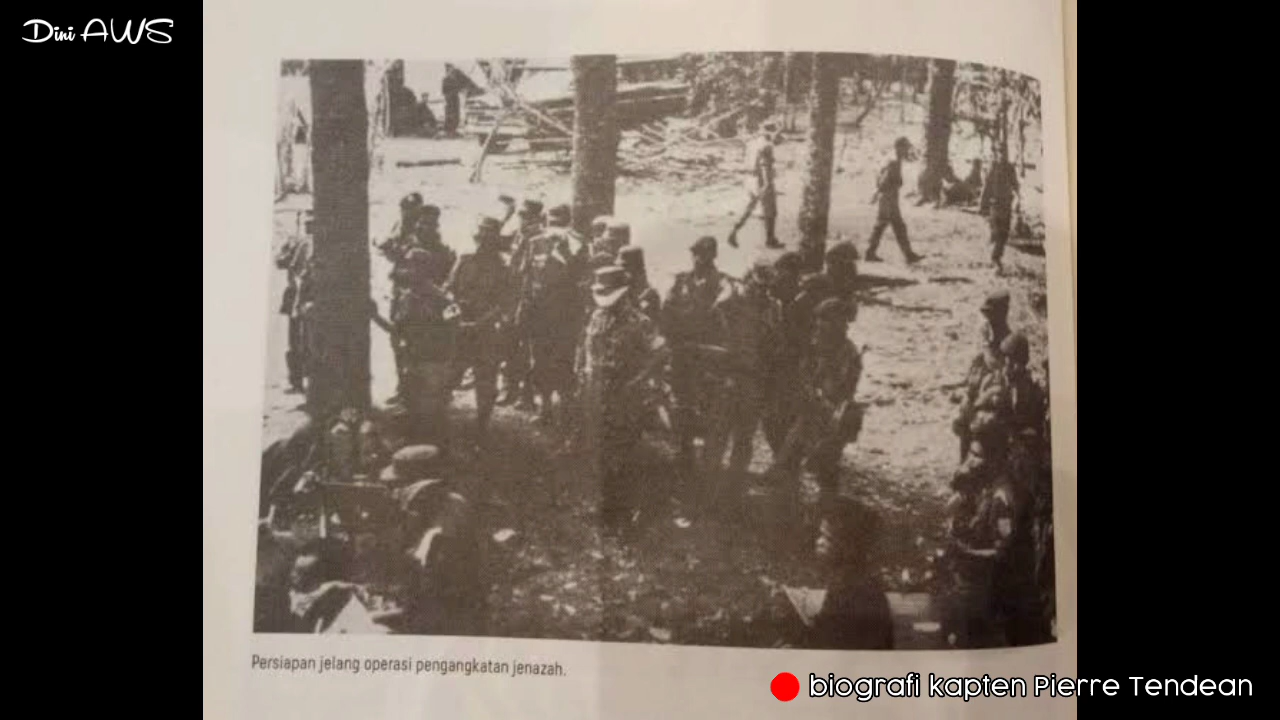 Dini AWS
Persiapan jelang operasi pengangkatan jenazah.
biografi kapten Pierre Tendean